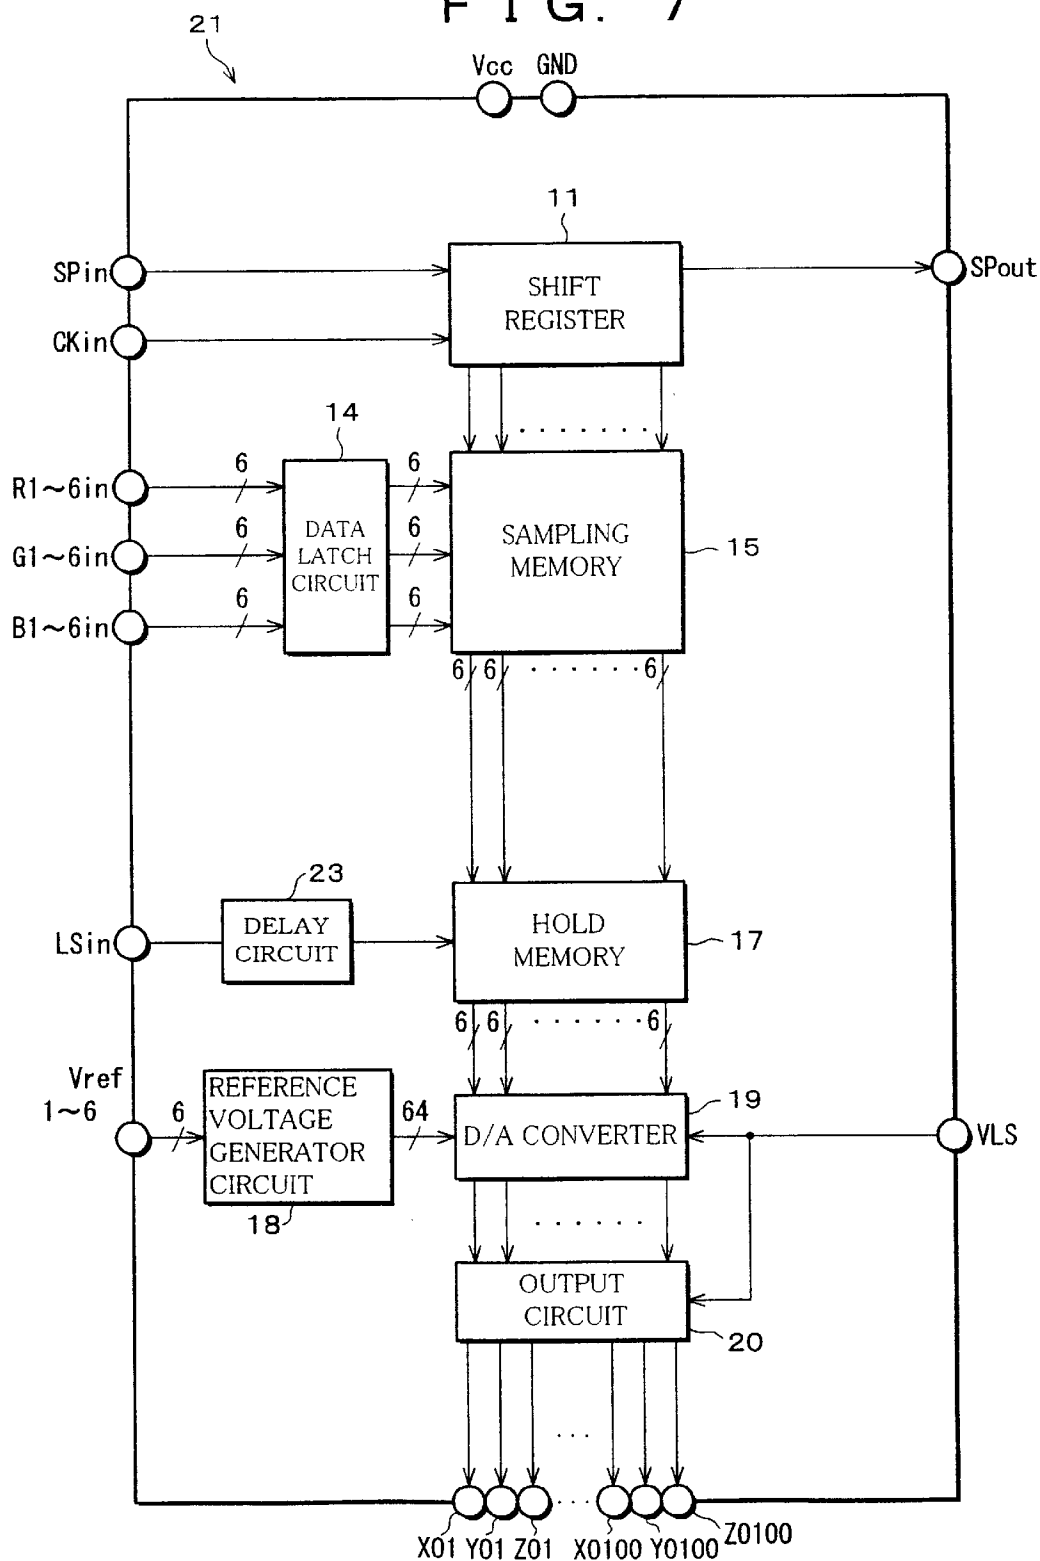 FIG. 7
21
Vcc GND
11
SPin
SHIFT
REGISTER
SPout
CKin
14
R1～6in
6
6
G1～6in
6
DATA
LATCH
CIRCUIT
6
SAMPLING
MEMORY
15
B1～6in
6
6
6 6 ······ 6
23
LSin
DELAY
CIRCUIT
HOLD
MEMORY
17
6 6 ······ 6
Vref
1～6
6
REFERENCE
VOLTAGE
GENERATOR
CIRCUIT
18
64
D/A CONVERTER
19
VLS
OUTPUT
CIRCUIT
20
X01 Y01 Z01 ··· X0100 Y0100 Z0100